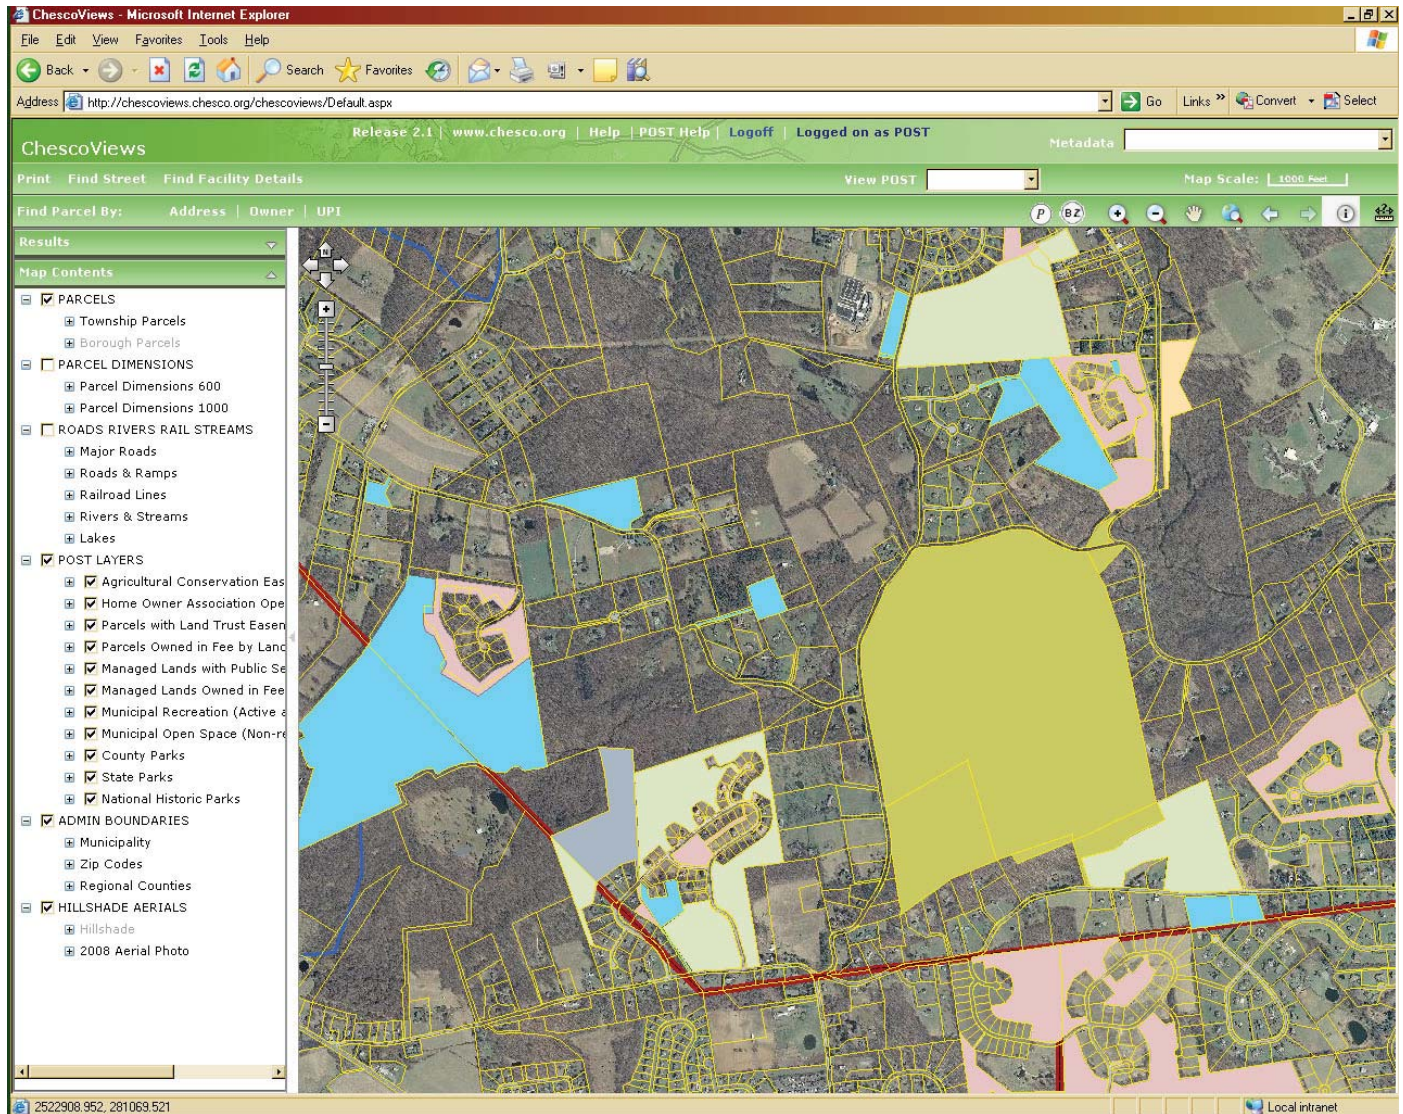 ChescoViews - Microsoft Internet Explorer
File Edit View Favorites Tools Help
Back Search Favorites
Address http://chescoviews.chesco.org/chescoviews/Default.aspx Go Links » Convert Select
Release 2.1 | www.chesco.org | Help | POST Help | Logoff | Logged on as POST
ChescoViews Metadata
Print Find Street Find Facility Details View POST Map Scale: 1000 Feet
Find Parcel By: Address | Owner | UPI P BZ
Results
Map Contents
N
PARCELS
Township Parcels
Borough Parcels
PARCEL DIMENSIONS
Parcel Dimensions 600
Parcel Dimensions 1000
ROADS RIVERS RAIL STREAMS
Major Roads
Roads & Ramps
Railroad Lines
Rivers & Streams
Lakes
POST LAYERS
Agricultural Conservation Eas
Home Owner Association Ope
Parcels with Land Trust Easen
Parcels Owned in Fee by Lanc
Managed Lands with Public Se
Managed Lands Owned in Fee
Municipal Recreation (Active a
Municipal Open Space (Non-re
County Parks
State Parks
National Historic Parks
ADMIN BOUNDARIES
Municipality
Zip Codes
Regional Counties
HILLSHADE AERIALS
Hillshade
2008 Aerial Photo
2522908.952, 281069.521 Local intranet